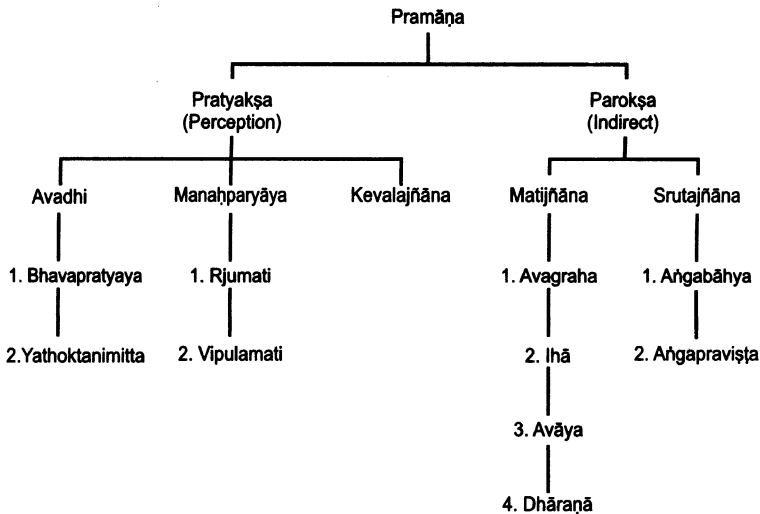 Pramāṇa
Pratyakṣa
(Perception)
Parokṣa
(Indirect)
Avadhi
Manaḥparyāya
Kevalajñāna
Matijñāna
Srutajñāna
1. Bhavapratyaya
1. Rjumati
1. Avagraha
1. Aṅgabāhya
2.Yathoktanimitta
2. Vipulamati
2. Ihā
2. Aṅgapraviṣṭa
3. Avāya
4. Dhāraṇā